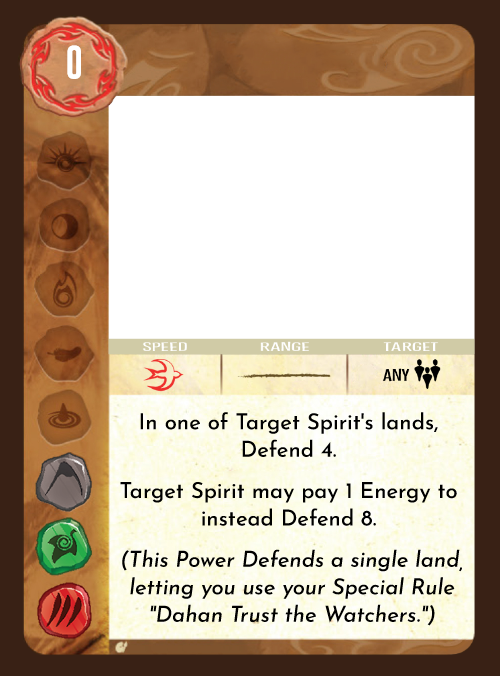 0
SPEED RANGE TARGET
ANY
In one of Target Spirit's lands,
Defend 4.
Target Spirit may pay 1 Energy to
instead Defend 8.
(This Power Defends a single land,
letting you use your Special Rule
"Dahan Trust the Watchers.")